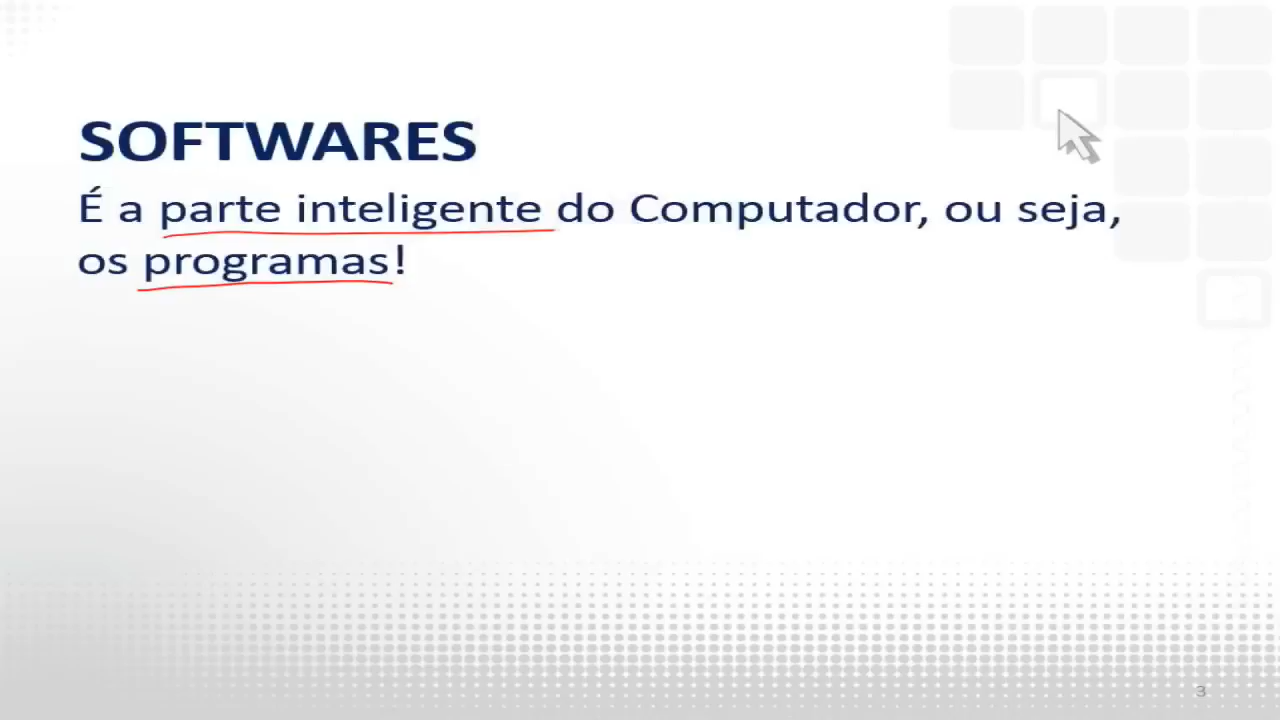 SOFTWARES
É a parte inteligente do Computador, ou seja,
os programas!
3